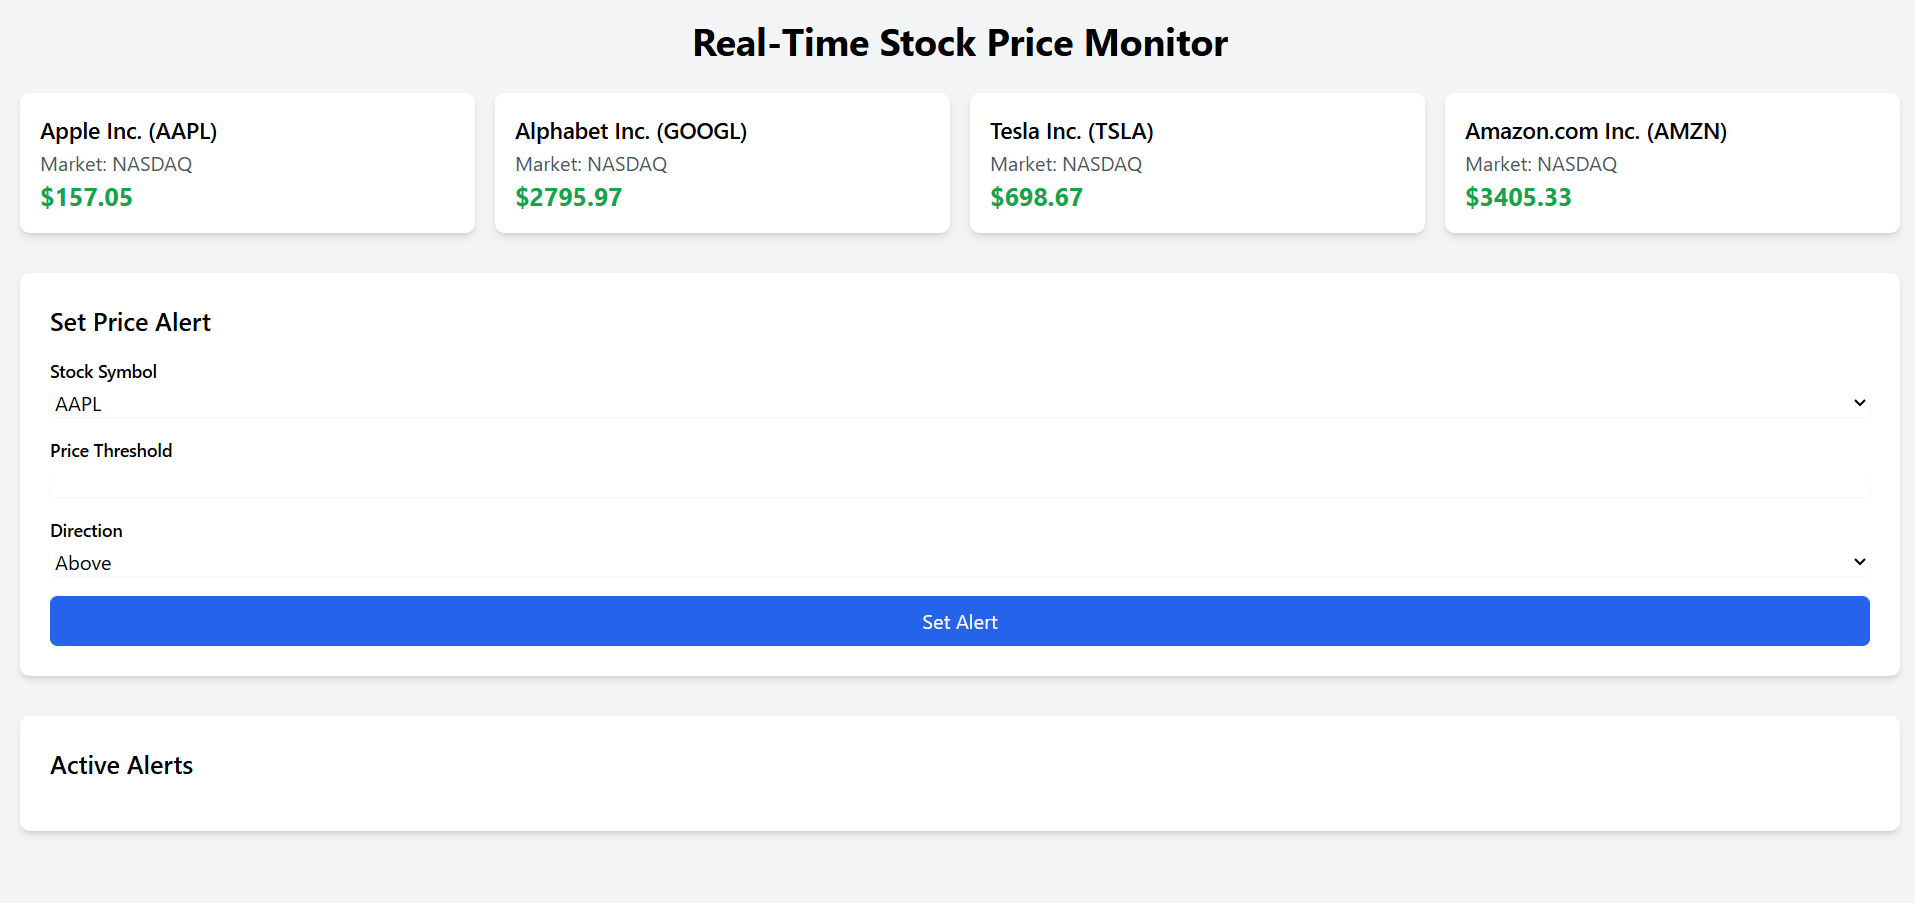 Real-Time Stock Price Monitor
Apple Inc. (AAPL)
Market: NASDAQ
$157.05
Alphabet Inc. (GOOGL)
Market: NASDAQ
$2795.97
Tesla Inc. (TSLA)
Market: NASDAQ
$698.67
Amazon.com Inc. (AMZN)
Market: NASDAQ
$3405.33
Set Price Alert
Stock Symbol
AAPL
Price Threshold
Direction
Above
Set Alert
Active Alerts